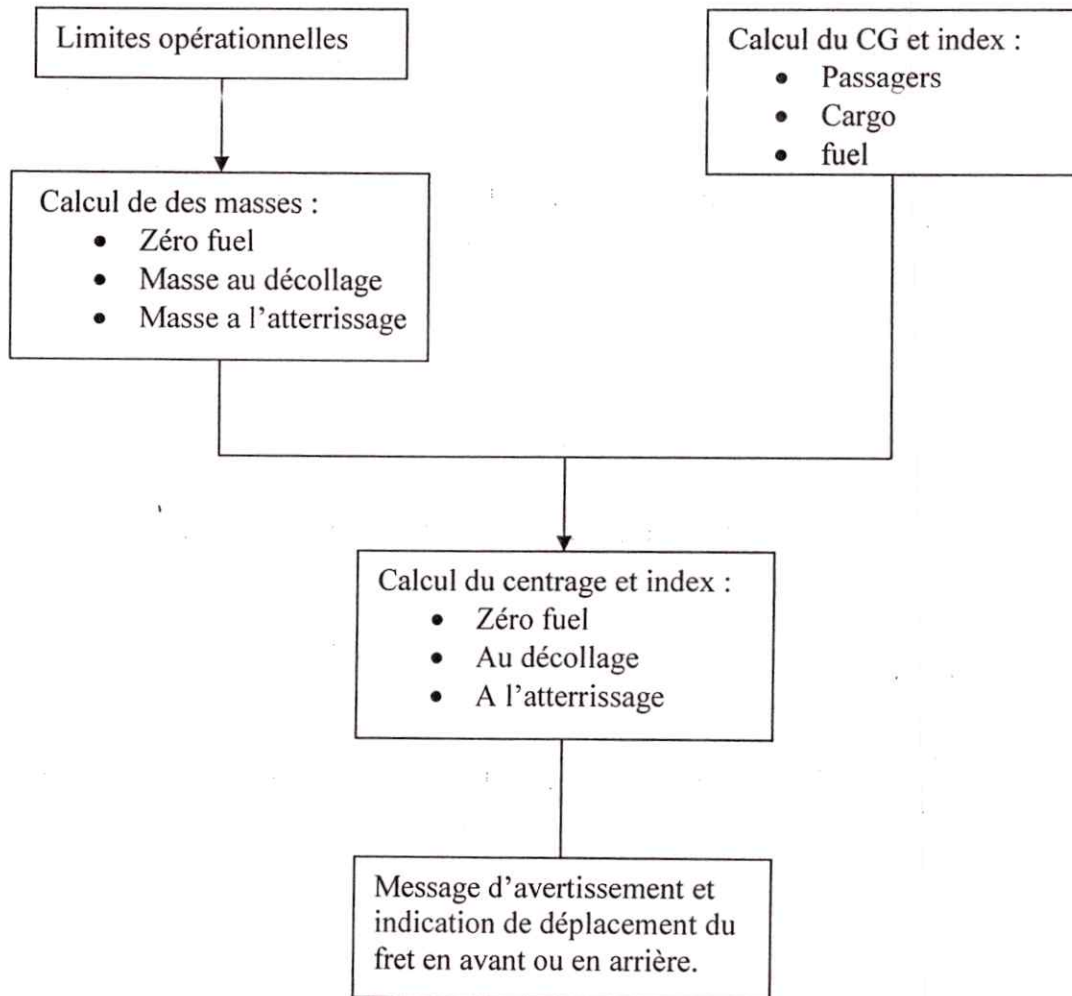 Limites opérationnelles
Calcul du CG et index :
• Passagers
• Cargo
• fuel
Calcul de des masses :
• Zéro fuel
• Masse au décollage
• Masse a l’atterrissage
Calcul du centrage et index :
• Zéro fuel
• Au décollage
• A l’atterrissage
Message d’avertissement et
indication de déplacement du
fret en avant ou en arrière.